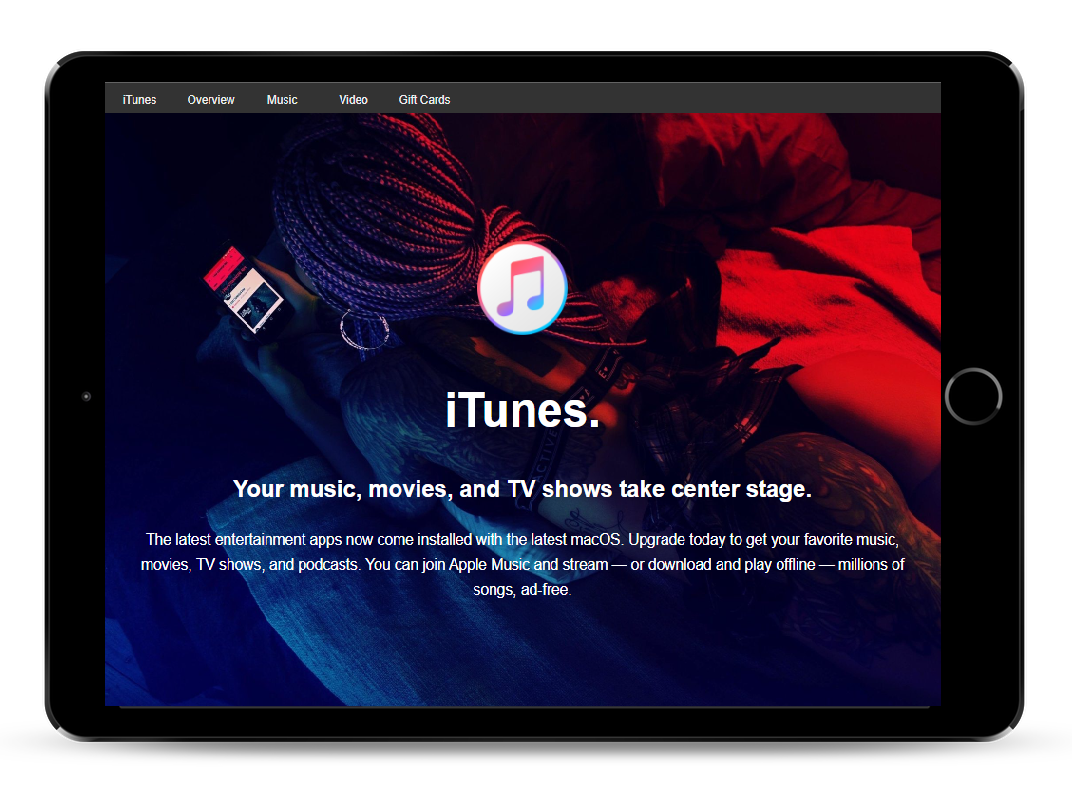 iTunes Overview Music Video Gift Cards
iTunes.
Your music, movies, and TV shows take center stage.
The latest entertainment apps now come installed with the latest macOS. Upgrade today to get your favorite music,
movies, TV shows, and podcasts. You can join Apple Music and stream — or download and play offline — millions of
songs, ad-free.